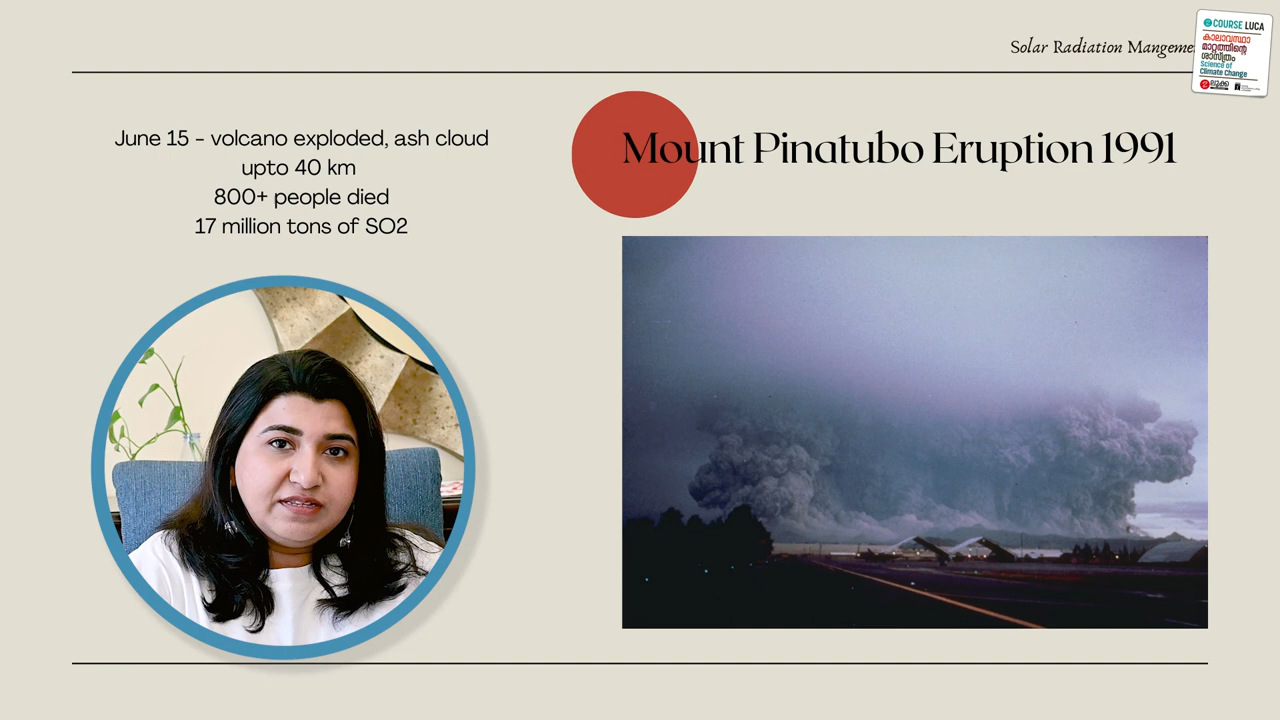 Solar Radiation Mangeme
COURSE LUCA
കാലാവസ്ഥാ
മാറ്റത്തിന്റെ
ശാസ്ത്രം
Science of
Climate Change
ലൂക്ക
June 15 - volcano exploded, ash cloud
upto 40 km
800+ people died
17 million tons of SO2
Mount Pinatubo Eruption 1991